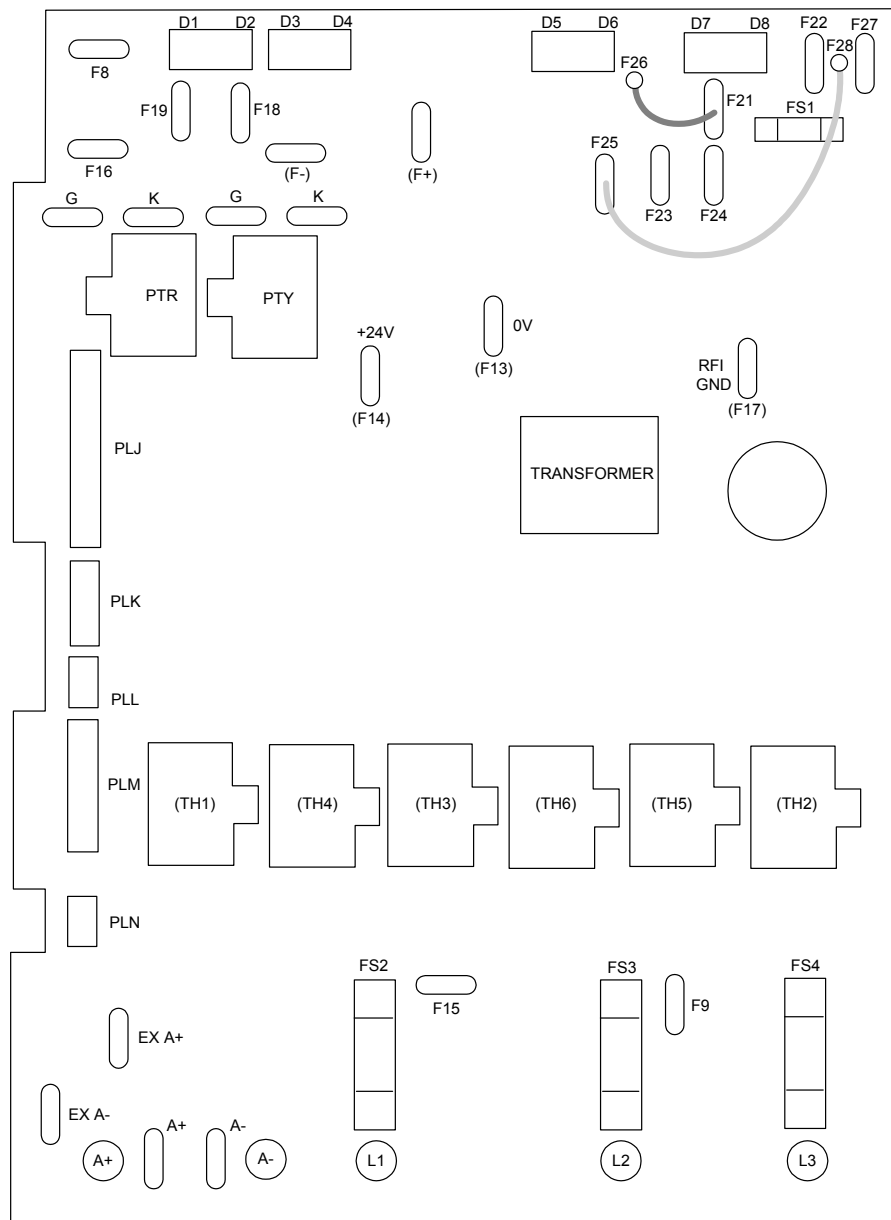 D1 D2 D3 D4 D5 D6 D7 D8 F22 F27
F28
F26
F8
F19 F18 F21
FS1
F25
F16 (F-) (F+)
G K G K F23 F24
PTR PTY
+24V 0V
(F14) (F13)
RFI
GND
(F17)
PLJ
TRANSFORMER
PLK
PLL
PLM
(TH1) (TH4) (TH3) (TH6) (TH5) (TH2)
PLN
FS2 FS3 FS4
F15 F9
EX A+
EX A-
A+ A-
A+ A- L1 L2 L3